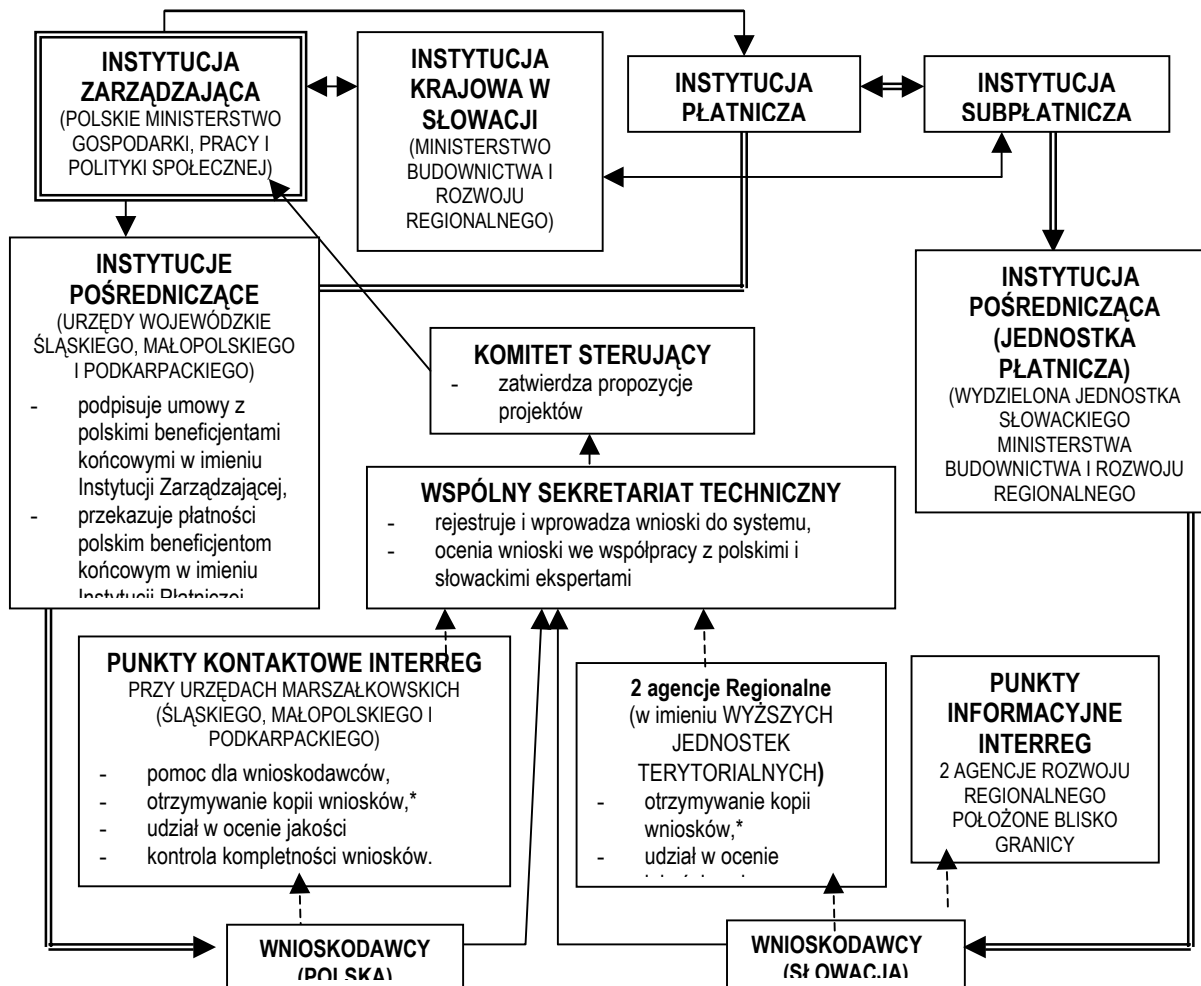 INSTYTUCJA
ZARZĄDZAJĄCA
(POLSKIE MINISTERSTWO
GOSPODARKI, PRACY I
POLITYKI SPOŁECZNEJ)
INSTYTUCJA
KRAJOWA W
SŁOWACJI
(MINISTERSTWO
BUDOWNICTWA I
ROZWOJU
REGIONALNEGO)
INSTYTUCJA
PŁATNICZA
INSTYTUCJA
SUBPŁATNICZA
INSTYTUCJE
POŚREDNICZĄCE
(URZĘDY WOJEWÓDZKIE
ŚLĄSKIEGO, MAŁOPOLSKIEGO
I PODKARPACKIEGO)
- podpisuje umowy z
polskimi beneficjentami
końcowymi w imieniu
Instytucji Zarządzającej,
- przekazuje płatności
polskim beneficjentom
końcowym w imieniu
Instytucji Płatniczej
KOMITET STERUJĄCY
- zatwierdza propozycje
projektów
INSTYTUCJA
POŚREDNICZĄCA
(JEDNOSTKA
PŁATNICZA)
(WYDZIELONA JEDNOSTKA
SŁOWACKIEGO
MINISTERSTWA
BUDOWNICTWA I ROZWOJU
REGIONALNEGO
WSPÓLNY SEKRETARIAT TECHNICZNY
- rejestruje i wprowadza wnioski do systemu,
- ocenia wnioski we współpracy z polskimi i
słowackimi ekspertami
PUNKTY KONTAKTOWE INTERREG
PRZY URZĘDACH MARSZAŁKOWSKICH
(ŚLĄSKIEGO, MAŁOPOLSKIEGO I
PODKARPACKIEGO)
- pomoc dla wnioskodawców,
- otrzymywanie kopii wniosków,*
- udział w ocenie jakości
- kontrola kompletności wniosków.
2 agencje Regionalne
(w imieniu WYŻSZYCH
JEDNOSTEK
TERYTORIALNYCH)
- otrzymywanie kopii
wniosków,*
- udział w ocenie
PUNKTY
INFORMACYJNE
INTERREG
2 AGENCJE ROZWOJU
REGIONALNEGO
POŁOŻONE BLISKO
GRANICY
WNIOSKODAWCY
(POLSKA)
WNIOSKODAWCY
(SŁOWACJA)